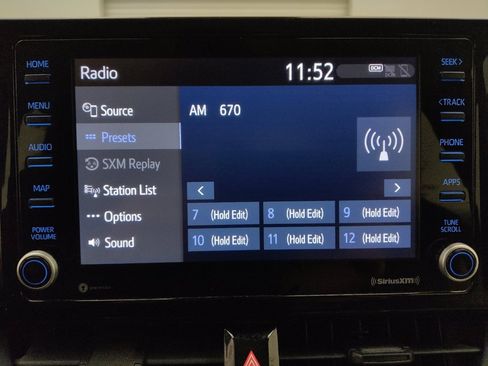 HOME
MENU
AUDIO
MAP
POWER
VOLUME
Radio
11:52
DCM
Source
Presets
SXM Replay
Station List
Options
Sound
AM 670
<
>
7 (Hold Edit)
8 (Hold Edit)
9 (Hold Edit)
10 (Hold Edit)
11 (Hold Edit)
12 (Hold Edit)
SEEK>
<TRACK
PHONE
APPS
TUNE
SCROLL
SiriusXM